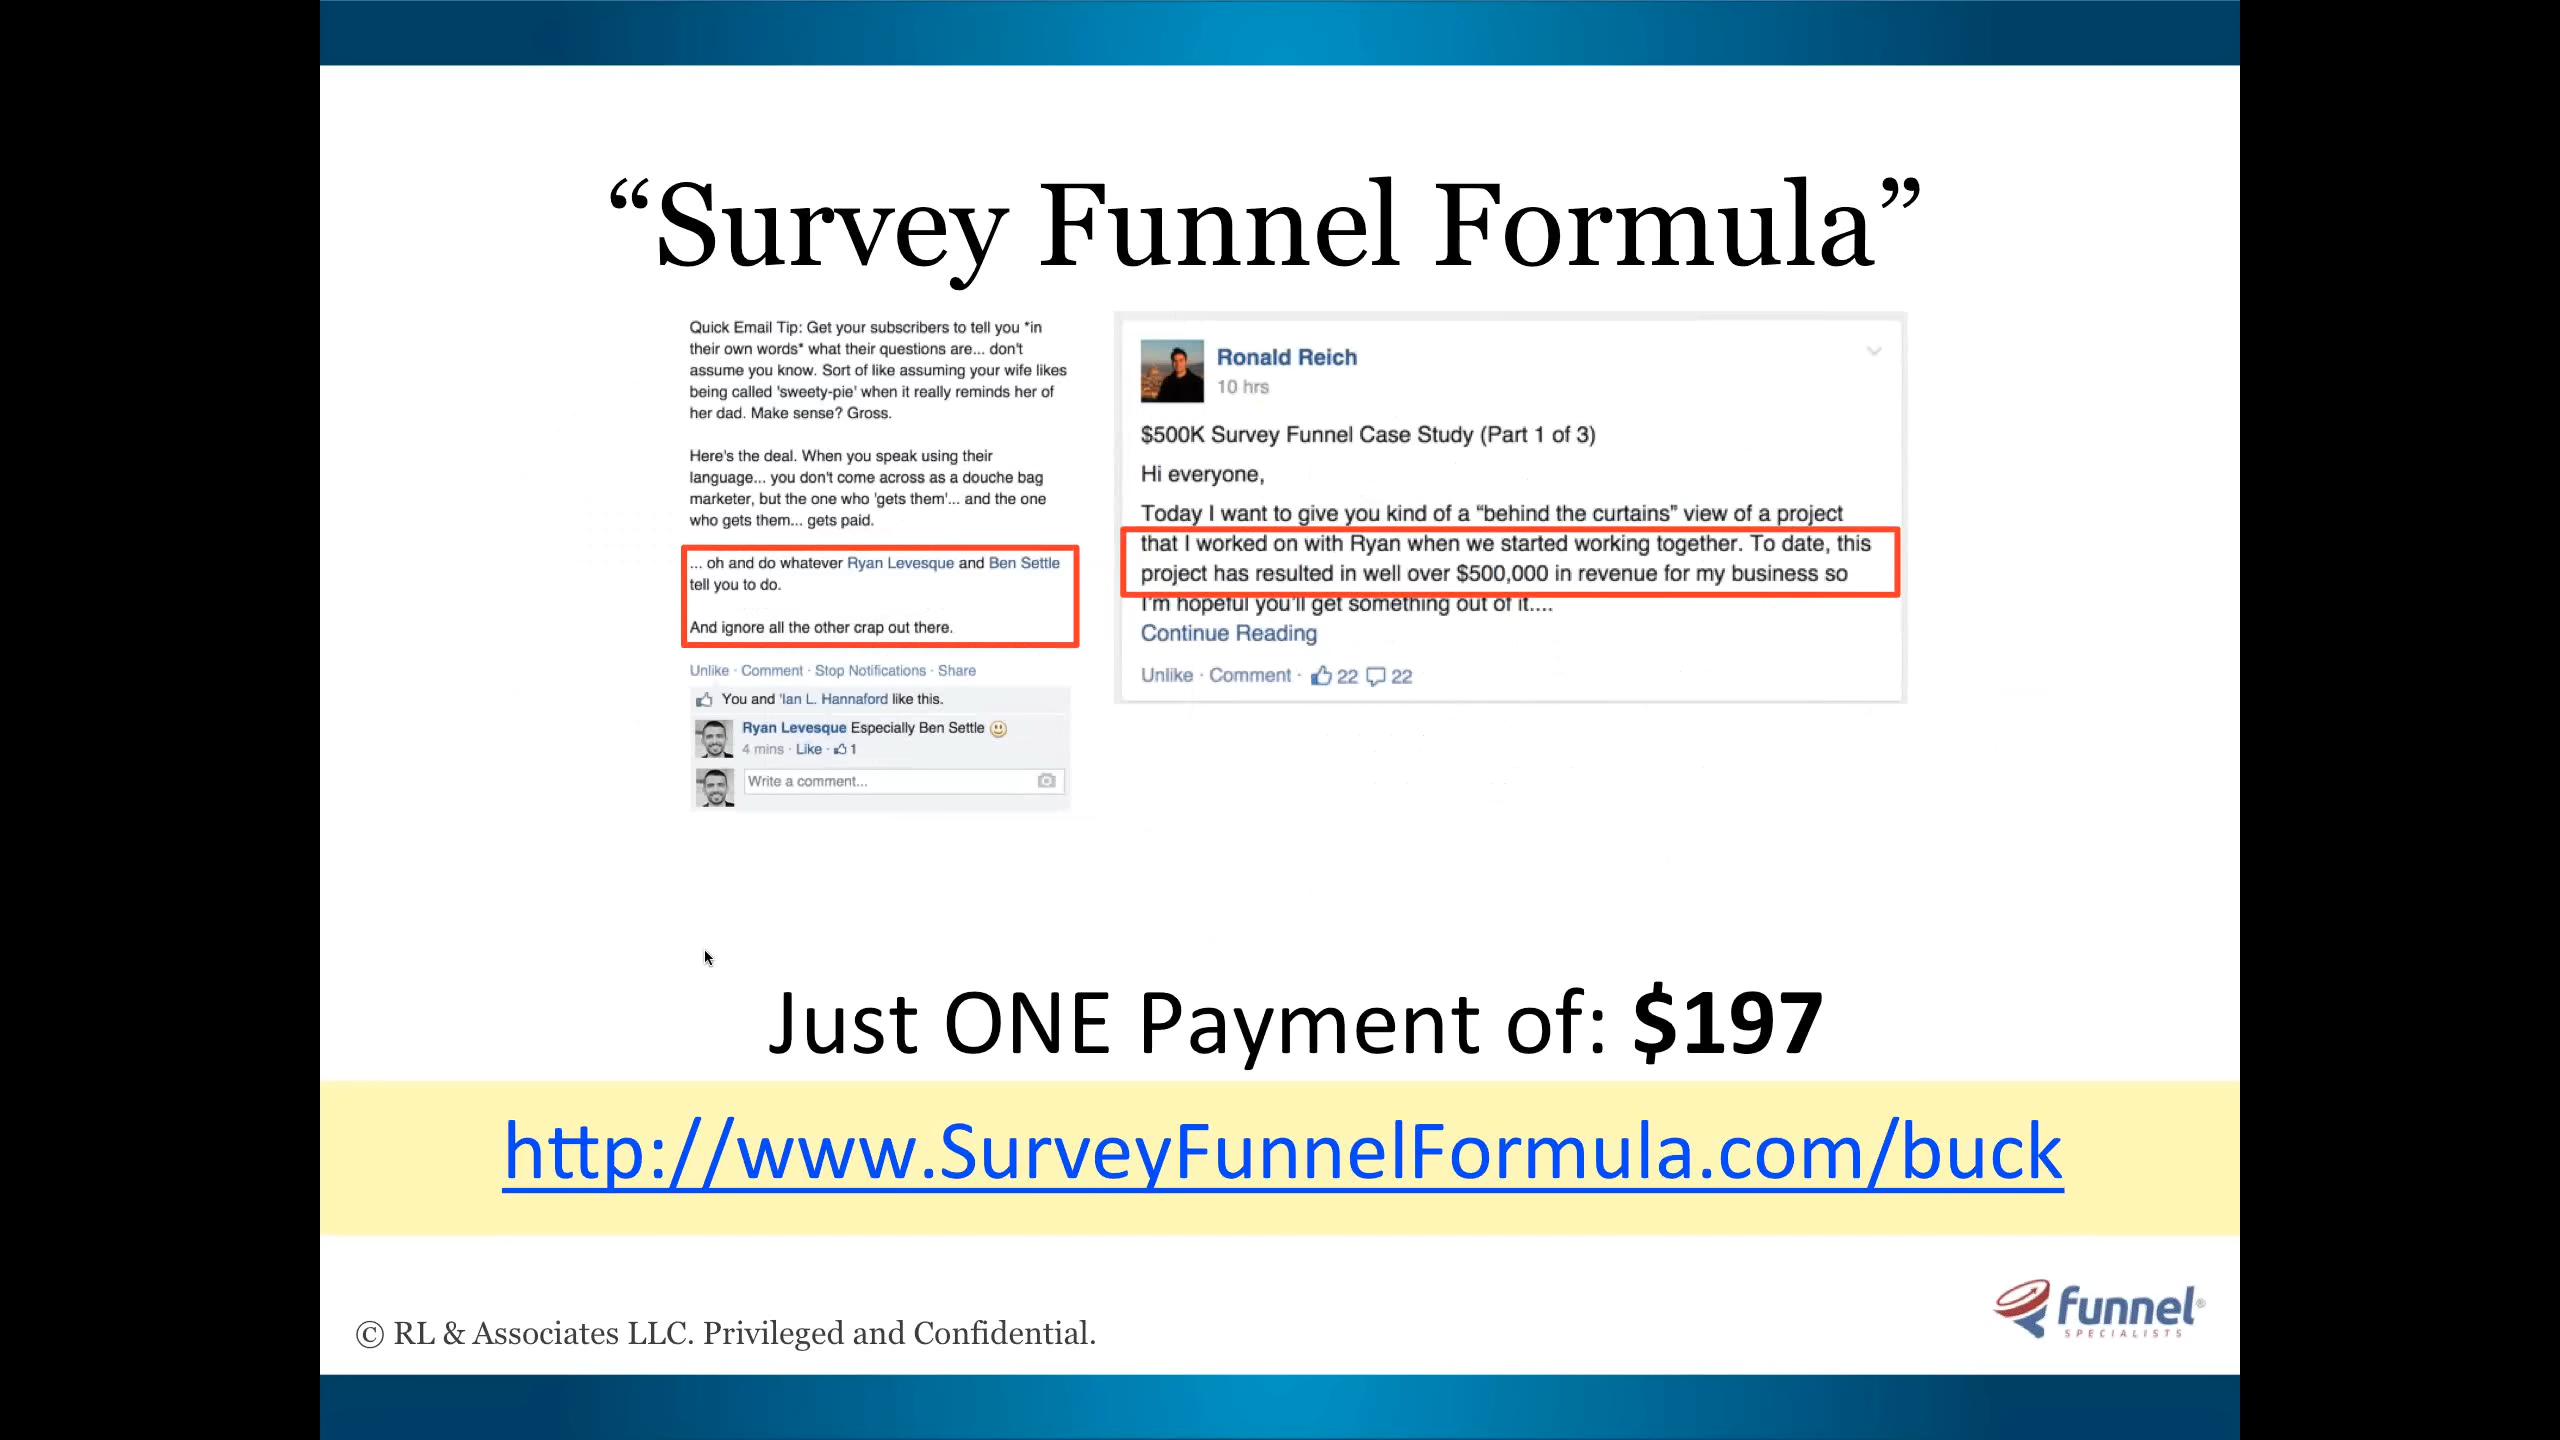 “Survey Funnel Formula”
Quick Email Tip: Get your subscribers to tell you *in
their own words* what their questions are... don't
assume you know. Sort of like assuming your wife likes
being called 'sweety-pie' when it really reminds her of
her dad. Make sense? Gross.
Here's the deal. When you speak using their
language... you don't come across as a douche bag
marketer, but the one who 'gets them'... and the one
who gets them... gets paid.
... oh and do whatever Ryan Levesque and Ben Settle
tell you to do.
And ignore all the other crap out there.
Unlike · Comment · Stop Notifications · Share
You and 'Ian L. Hannaford like this.
Ryan Levesque Especially Ben Settle
4 mins · Like · 1
Write a comment...
Ronald Reich
10 hrs
$500K Survey Funnel Case Study (Part 1 of 3)
Hi everyone,
Today I want to give you kind of a “behind the curtains” view of a project
that I worked on with Ryan when we started working together. To date, this
project has resulted in well over $500,000 in revenue for my business so
I'm hopeful you'll get something out of it....
Continue Reading
Unlike · Comment · 22 22
Just ONE Payment of: $197
http://www.SurveyFunnelFormula.com/buck
© RL & Associates LLC. Privileged and Confidential.
funnel®
SPECIALISTS